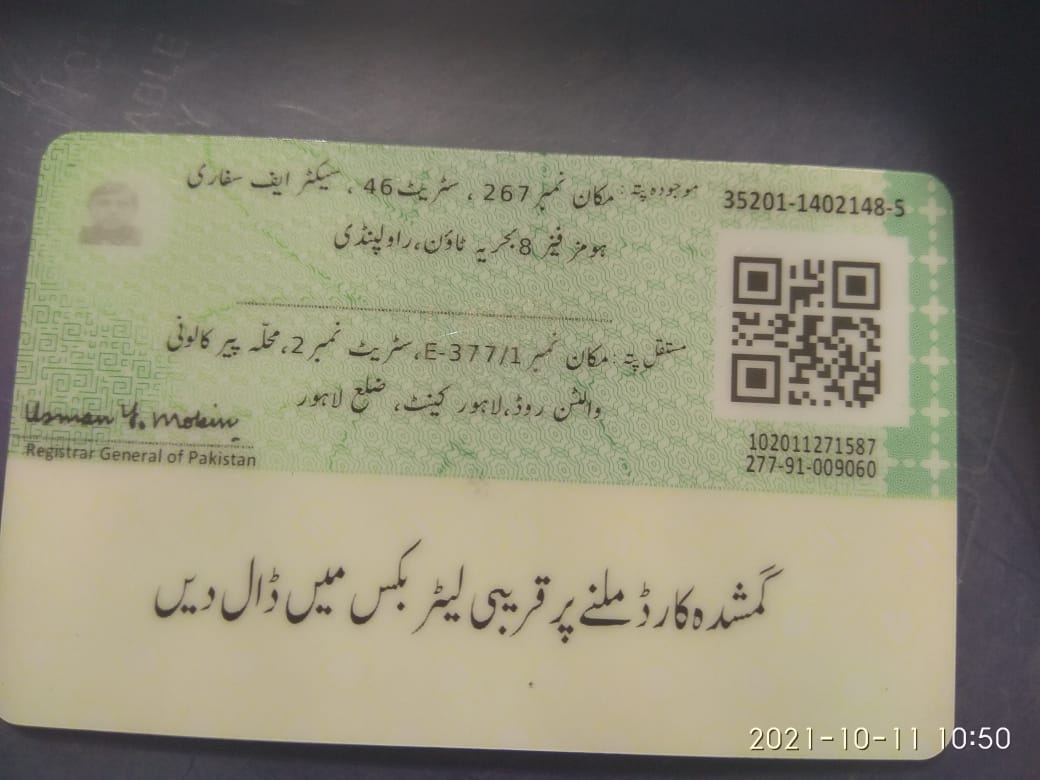 35201-1402148-5
موجودہ پتہ: مکان نمبر 267 ، سٹریٹ 46 ، سیکٹر ایف سفاری
ہومز فیز 8 بحریہ ٹاؤن، راولپنڈی
مستقل پتہ: مکان نمبر E-377/1، سٹریٹ نمبر 2، محلّہ پیر کالونی
والٹن روڈ، لاہور کینٹ، ضلع لاہور
Usman Y. Mobin
Registrar General of Pakistan
102011271587
277-91-009060
گمشدہ کارڈ ملنے پر قریبی لیٹر بکس میں ڈال دیں
2021-10-11 10:50